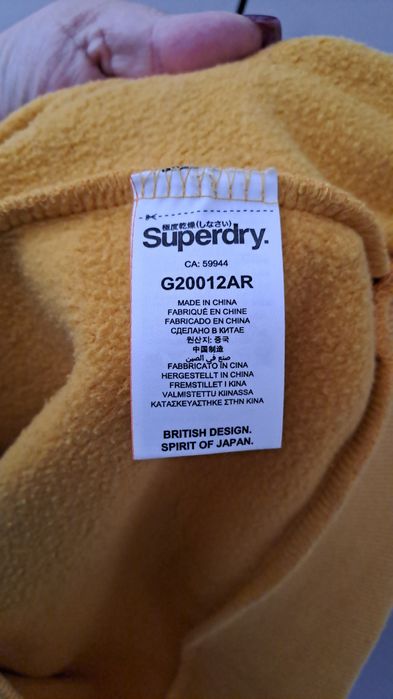 極度乾燥(しなさい)
Superdry.
CA: 59944
G20012AR
MADE IN CHINA
FABRIQUÉ EN CHINE
FABRICADO EN CHINA
СДЕЛАНО В КИТАЕ
원산지: 중국
中国制造
صنع في الصين
FABBRICATO IN CINA
HERGESTELLT IN CHINA
FREMSTILLET I KINA
VALMISTETTU KIINASSA
ΚΑΤΑΣΚΕΥΑΣΤΗΚΕ ΣΤΗΝ ΚΙΝΑ
BRITISH DESIGN.
SPIRIT OF JAPAN.